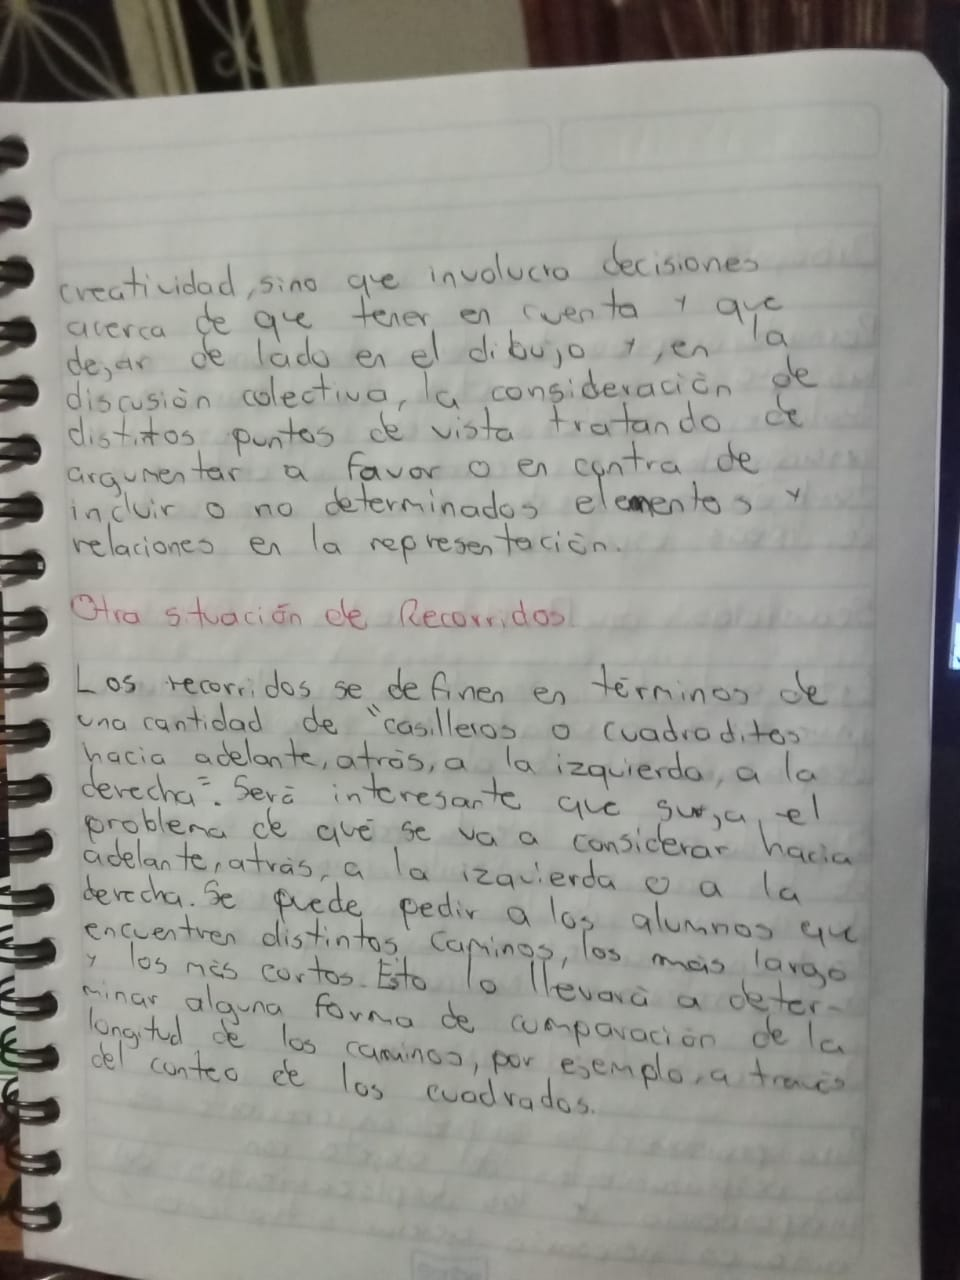 creatividad, sino que involucra decisiones
acerca de que tener en cuenta y que
dejar de lado en el dibujo y, en la
discusión colectiva, la consideración de
distitos puntos de vista tratando de
argumentar a favor o en contra de
incluir o no determinados elementos y
relaciones en la representación.
Otra situación de Recorridos
Los recorridos se definen en términos de
una cantidad de "casilleros o cuadraditos
hacia adelante, atrás, a la izquierda, a la
derecha". Será interesante que surja, el
problema de qué se va a considerar hacia
adelante, atrás, a la izquierda o a la
derecha. Se puede pedir a los alumnos que
encuentren distintos caminos, los más largo
y los más cortos. Esto lo llevará a deter-
minar alguna forma de comparación de la
longitud de los caminos, por ejemplo, a través
del conteo de los cuadrados.